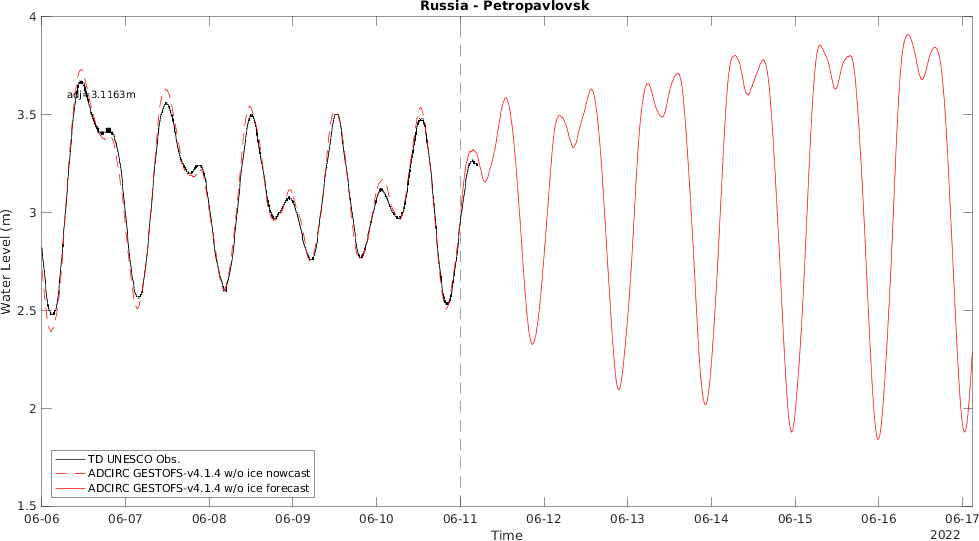 Russia - Petropavlovsk
4
3.5
3
2.5
2
1.5
Water Level (m)
adj=3.1163m
TD UNESCO Obs.
ADCIRC GESTOFS-v4.1.4 w/o ice nowcast
ADCIRC GESTOFS-v4.1.4 w/o ice forecast
06-06 06-07 06-08 06-09 06-10 06-11 06-12 06-13 06-14 06-15 06-16 06-17
Time 2022